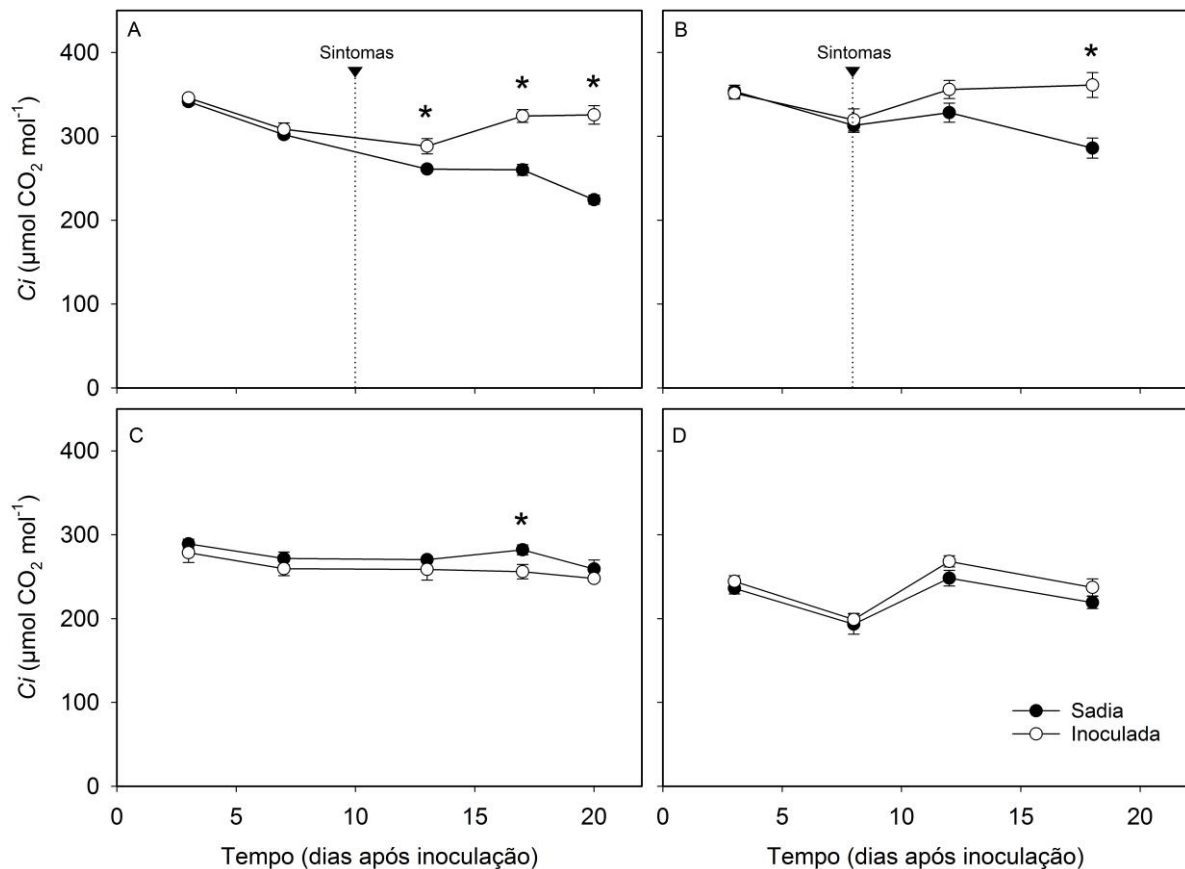 A
B
Sintomas
Sintomas
*
*
*
*
400
300
200
100
0
Ci (µmol CO₂ mol⁻¹)
C
D
*
400
300
200
100
0
Ci (µmol CO₂ mol⁻¹)
Sadia
Inoculada
0
5
10
15
20
0
5
10
15
20
Tempo (dias após inoculação)
Tempo (dias após inoculação)